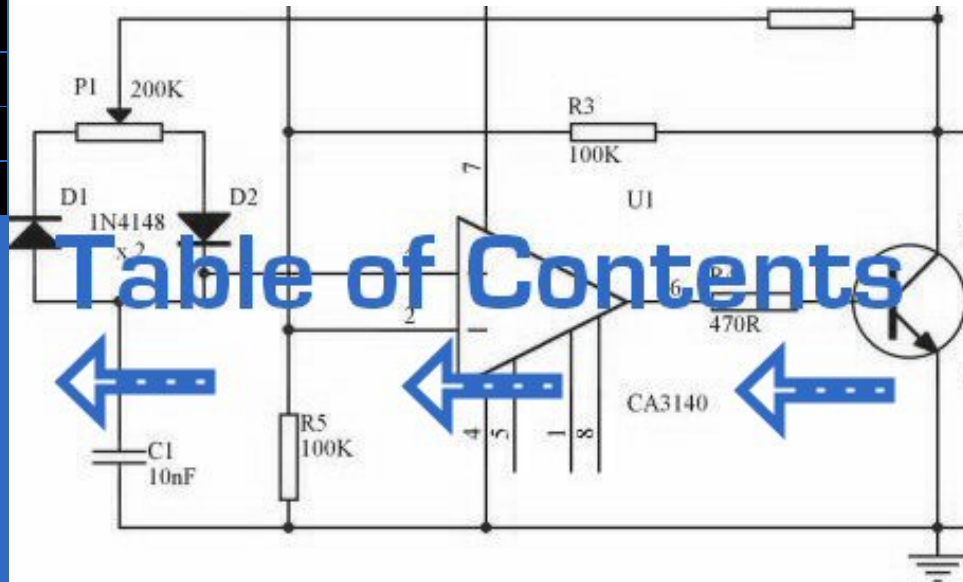 P1 200K
R3
100K
7
D1
D2
U1
1N4148
x 2
Table of Contents
2
6
470R
CA3140
R5
100K
4
5
1
8
C1
10nF